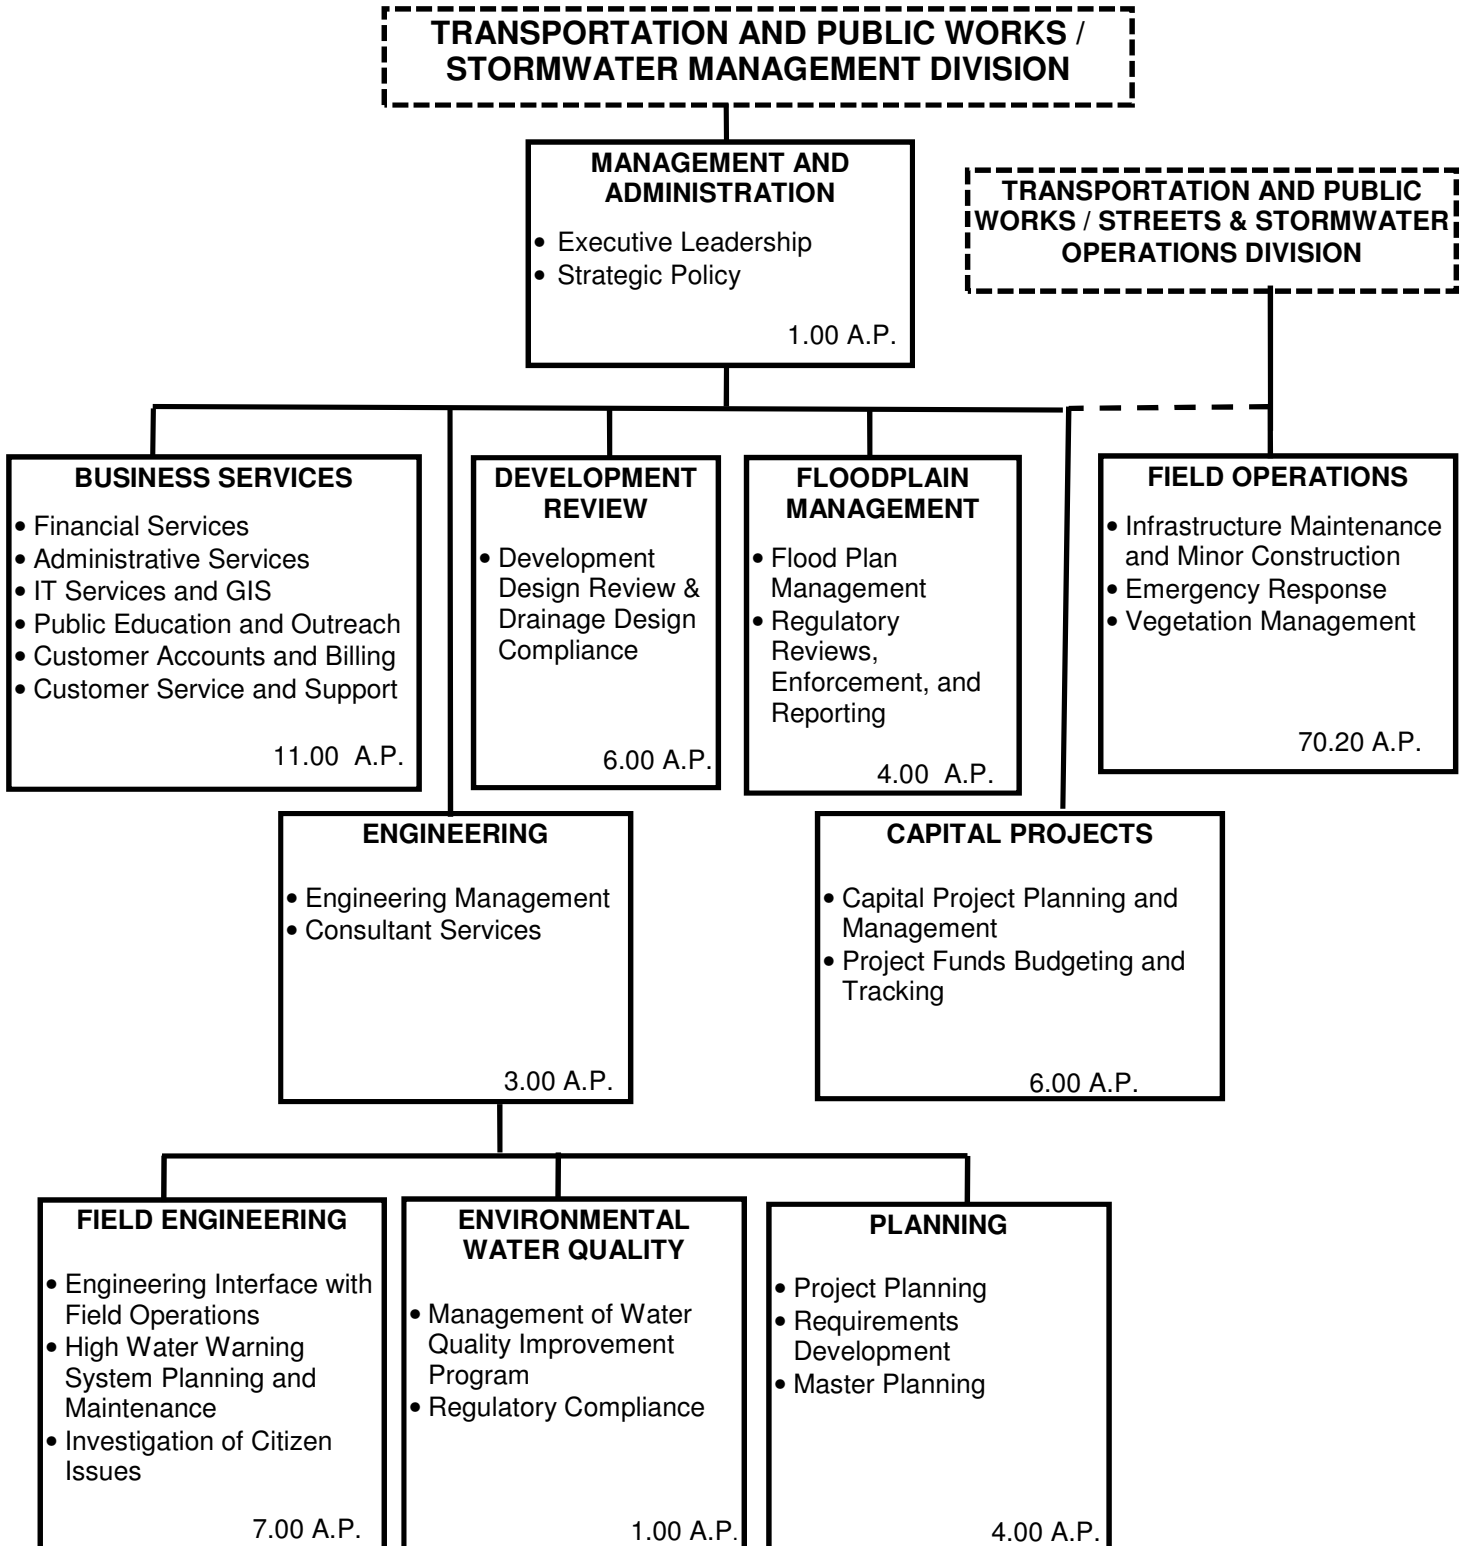 TRANSPORTATION AND PUBLIC WORKS /
STORMWATER MANAGEMENT DIVISION
MANAGEMENT AND
ADMINISTRATION
• Executive Leadership
• Strategic Policy
1.00 A.P.
TRANSPORTATION AND PUBLIC
WORKS / STREETS & STORMWATER
OPERATIONS DIVISION
BUSINESS SERVICES
• Financial Services
• Administrative Services
• IT Services and GIS
• Public Education and Outreach
• Customer Accounts and Billing
• Customer Service and Support
11.00 A.P.
DEVELOPMENT
REVIEW
• Development
Design Review &
Drainage Design
Compliance
6.00 A.P.
FLOODPLAIN
MANAGEMENT
• Flood Plan
Management
• Regulatory
Reviews,
Enforcement, and
Reporting
4.00 A.P.
FIELD OPERATIONS
• Infrastructure Maintenance
and Minor Construction
• Emergency Response
• Vegetation Management
70.20 A.P.
ENGINEERING
• Engineering Management
• Consultant Services
3.00 A.P.
CAPITAL PROJECTS
• Capital Project Planning and
Management
• Project Funds Budgeting and
Tracking
6.00 A.P.
FIELD ENGINEERING
• Engineering Interface with
Field Operations
• High Water Warning
System Planning and
Maintenance
• Investigation of Citizen
Issues
7.00 A.P.
ENVIRONMENTAL
WATER QUALITY
• Management of Water
Quality Improvement
Program
• Regulatory Compliance
1.00 A.P.
PLANNING
• Project Planning
• Requirements
Development
• Master Planning
4.00 A.P.